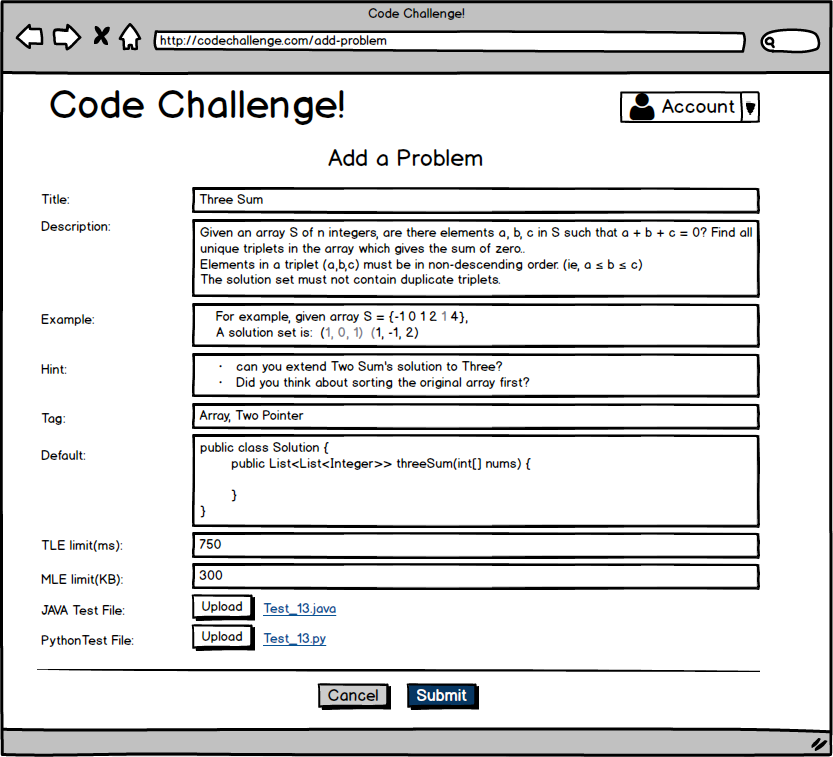 Code Challenge!
http://codechallenge.com/add-problem
Code Challenge!
Account
Add a Problem
Title:
Three Sum
Description:
Given an array S of n integers, are there elements a, b, c in S such that a + b + c = 0? Find all
unique triplets in the array which gives the sum of zero..
Elements in a triplet (a,b,c) must be in non-descending order. (ie, a ≤ b ≤ c)
The solution set must not contain duplicate triplets.
Example:
For example, given array S = {-1 0 1 2 1 4},
A solution set is: (1, 0, 1) (1, -1, 2)
Hint:
· can you extend Two Sum's solution to Three?
· Did you think about sorting the original array first?
Tag:
Array, Two Pointer
Default:
public class Solution {
public List<List<Integer>> threeSum(int[] nums) {
}
}
TLE limit(ms):
750
MLE limit(KB):
300
JAVA Test File:
Upload
Test_13.java
PythonTest File:
Upload
Test_13.py
Cancel
Submit